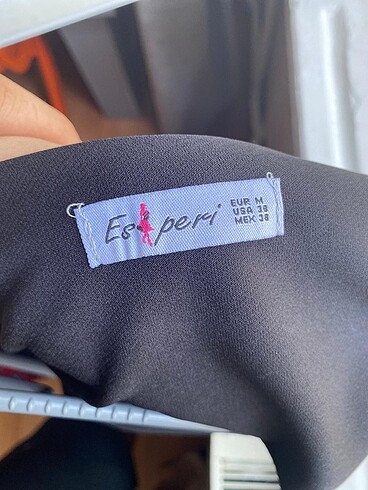 Es peri
EUR M
USA 38
MEX 38